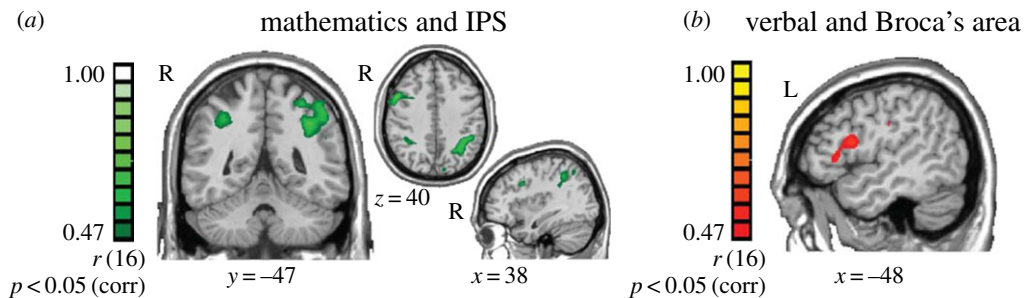 (a) mathematics and IPS
1.00
R
R
0.47
r (16)
p < 0.05 (corr)
y = –47
z = 40
R
x = 38
(b) verbal and Broca's area
1.00
L
0.47
r (16)
p < 0.05 (corr)
x = –48